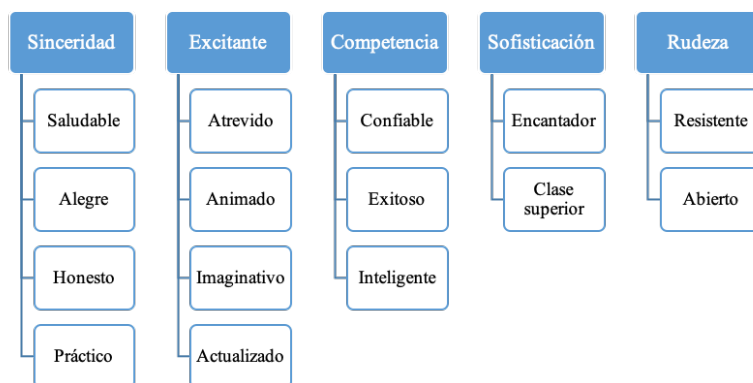 Sinceridad
Saludable
Alegre
Honesto
Práctico
Excitante
Atrevido
Animado
Imaginativo
Actualizado
Competencia
Confiable
Exitoso
Inteligente
Sofisticación
Encantador
Clase
superior
Rudeza
Resistente
Abierto